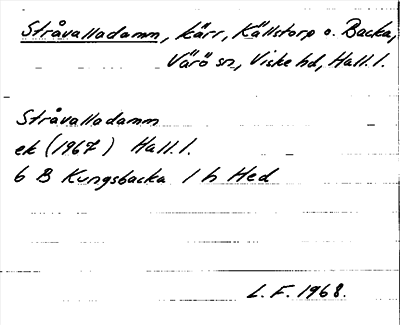 Stråvalladamm, kärr, Källstorp o. Backa,
Värö sn, Viske hd, Hall. l.
Stråvalladamm
ek (1967) Hall. l.
6 B Kungsbacka 1 h Hed
L. F. 1968.